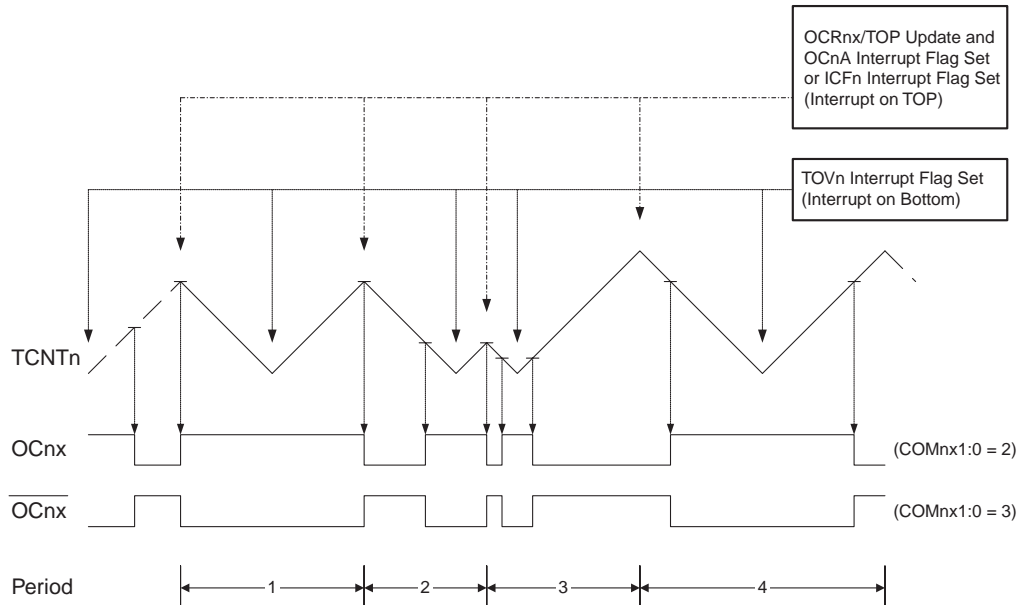 OCRnx/TOP Update and
OCnA Interrupt Flag Set
or ICFn Interrupt Flag Set
(Interrupt on TOP)
TOVn Interrupt Flag Set
(Interrupt on Bottom)
TCNTn
OCnx
(COMnx1:0 = 2)
OCnx
(COMnx1:0 = 3)
Period
1
2
3
4